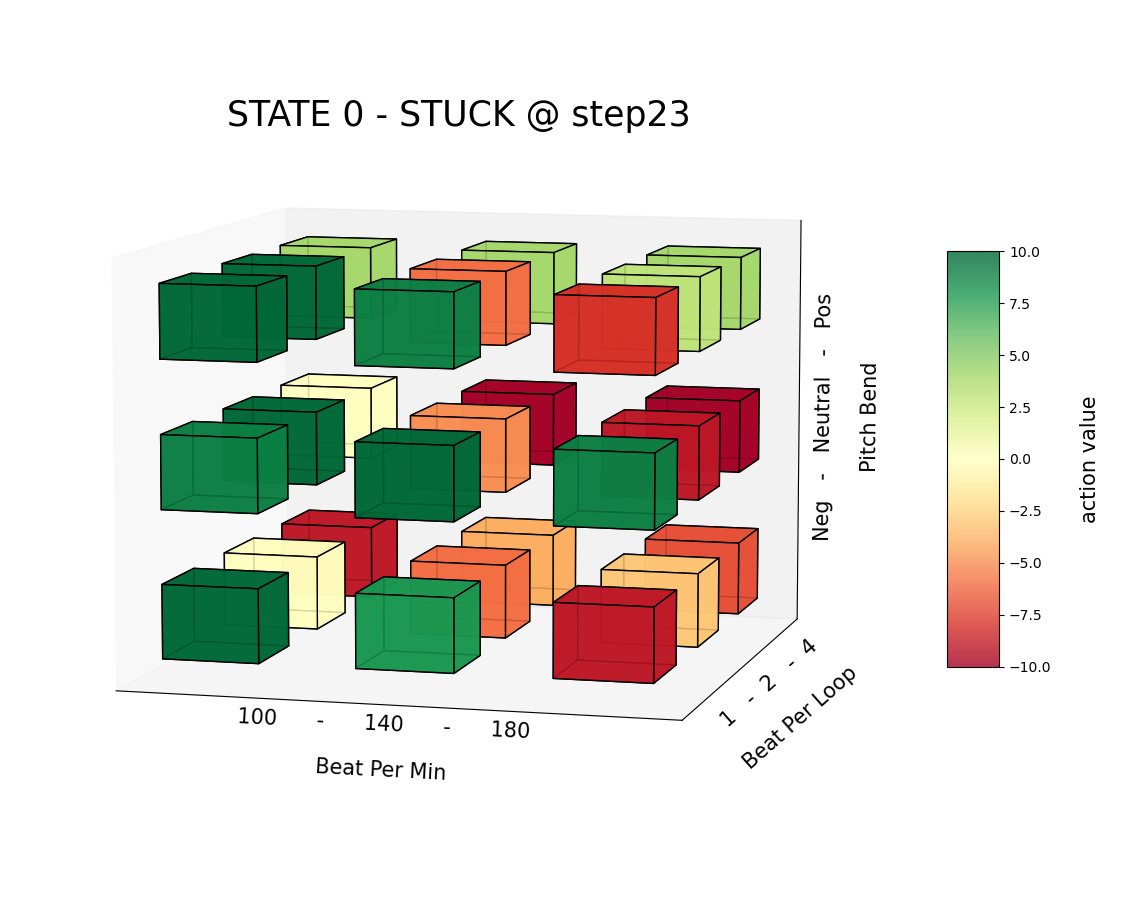 STATE 0 - STUCK @ step23
Neg - Neutral - Pos
Pitch Bend
1 - 2 - 4
Beat Per Loop
100 - 140 - 180
Beat Per Min
10.0
7.5
5.0
2.5
0.0
−2.5
−5.0
−7.5
−10.0
action value